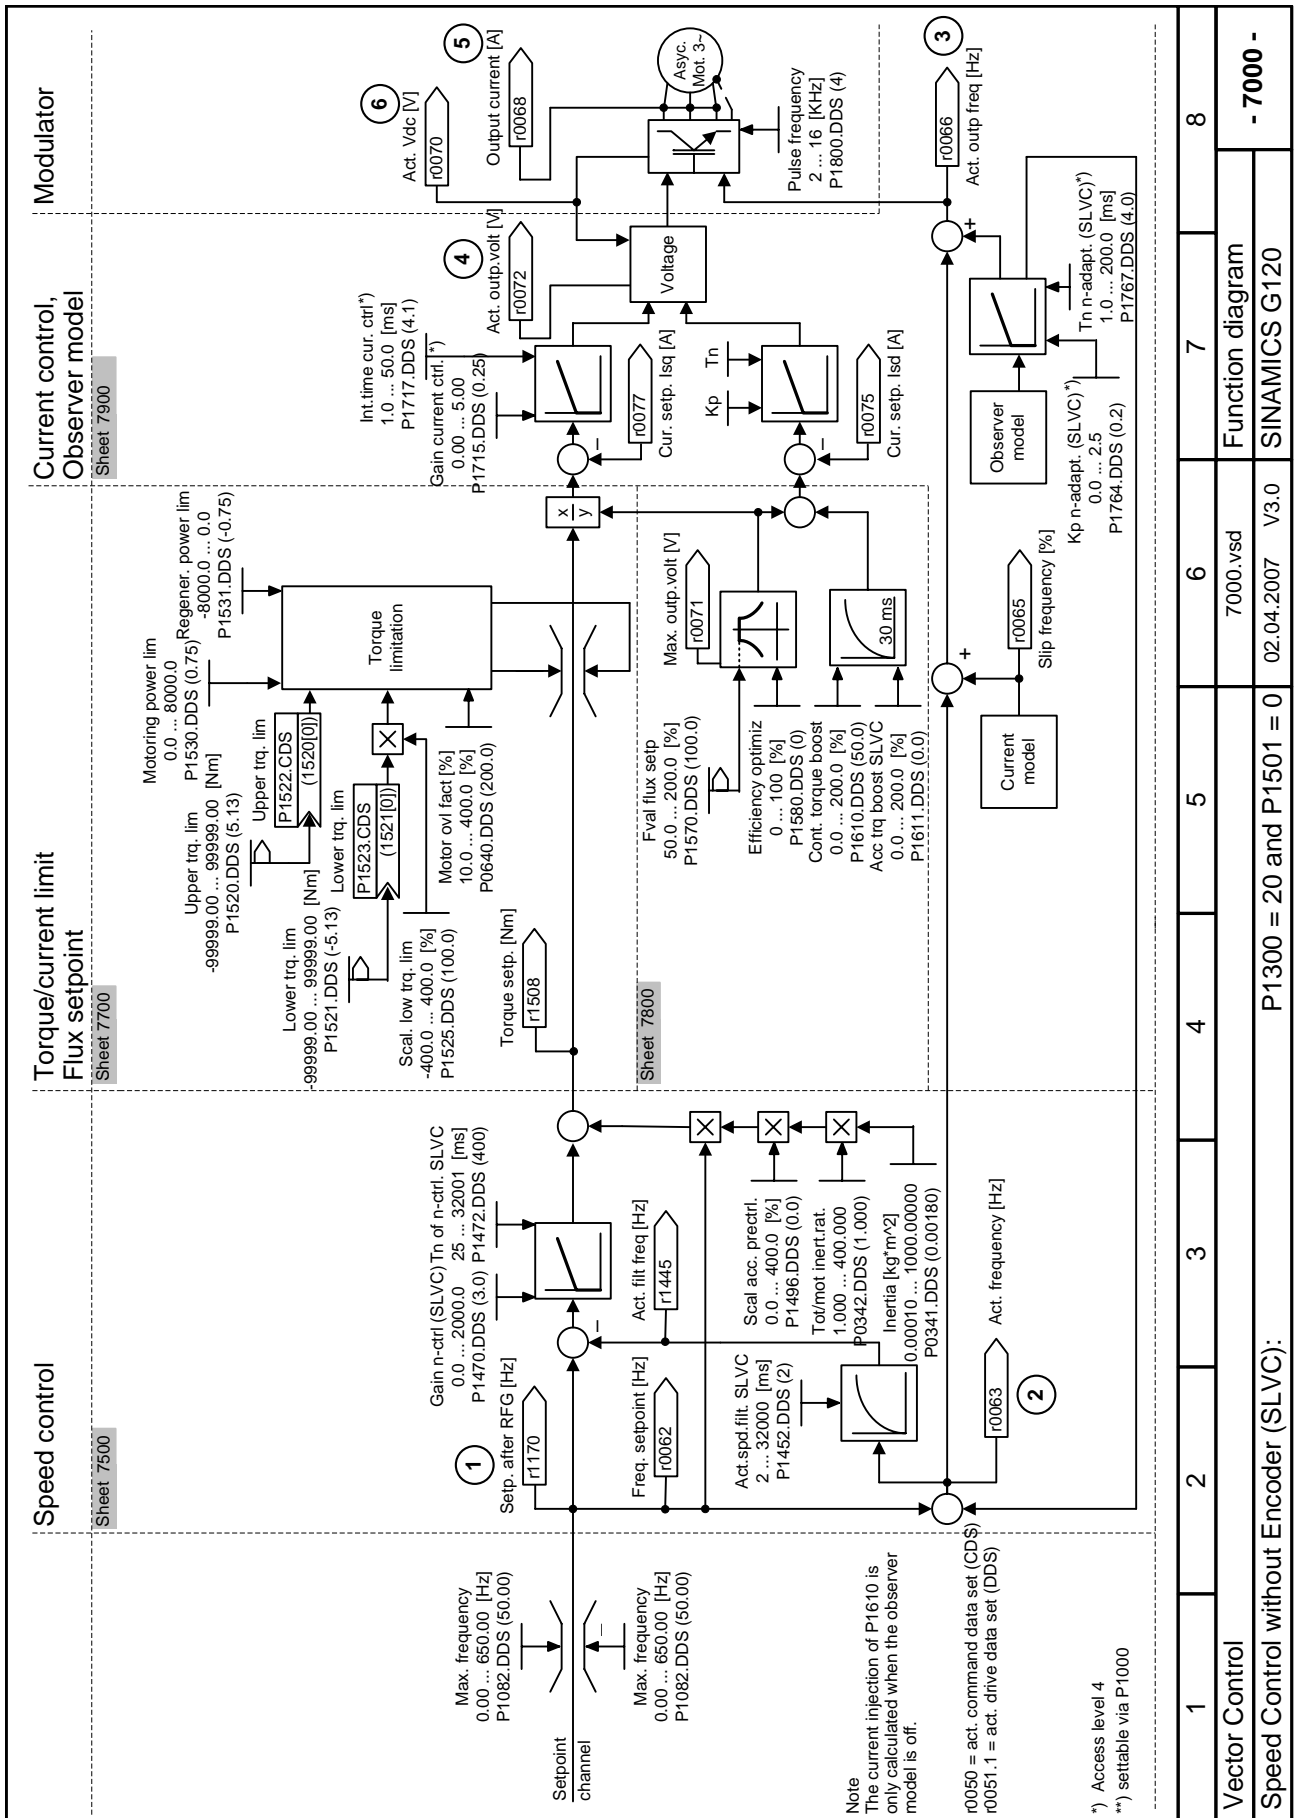 Speed control
Sheet 7500
Torque/current limit
Flux setpoint
Sheet 7700
Current control,
Observer model
Sheet 7900
Modulator
Setpoint
channel
Max. frequency
0.00 ... 650.00 [Hz]
P1082.DDS (50.00)
Max. frequency
0.00 ... 650.00 [Hz]
P1082.DDS (50.00)
–
1
Setp. after RFG [Hz]
r1170
Freq. setpoint [Hz]
r0062
Gain n-ctrl (SLVC)
0.0 ... 2000.0
P1470.DDS (3.0)
Tn of n-ctrl. SLVC
25 ... 32001 [ms]
P1472.DDS (400)
–
Act. filt freq [Hz]
r1445
Act.spd.filt. SLVC
2 ... 32000 [ms]
P1452.DDS (2)
Scal acc. prectrl.
0.0 ... 400.0 [%]
P1496.DDS (0.0)
Tot/mot inert.rat.
1.000 ... 400.000
P0342.DDS (1.000)
Inertia [kg*m^2]
0.00010 ... 1000.00000
P0341.DDS (0.00180)
X
X
X
r0063
Act. frequency [Hz]
2
Motoring power lim
0.0 ... 8000.0
P1530.DDS (0.75)
Regener. power lim
-8000.0 ... 0.0
P1531.DDS (-0.75)
Upper trq. lim
-99999.00 ... 99999.00 [Nm]
P1520.DDS (5.13)
Upper trq. lim
P1522.CDS
(1520[0])
Lower trq. lim
-99999.00 ... 99999.00 [Nm]
P1521.DDS (-5.13)
Lower trq. lim
P1523.CDS
(1521[0])
X
Scal. low trq. lim
-400.0 ... 400.0 [%]
P1525.DDS (100.0)
Motor ovl fact [%]
10.0 ... 400.0 [%]
P0640.DDS (200.0)
Torque
limitation
Torque setp. [Nm]
r1508
Sheet 7800
Fval flux setp
50.0 ... 200.0 [%]
P1570.DDS (100.0)
Max. outp.volt [V]
r0071
Efficiency optimiz
0 ... 100 [%]
P1580.DDS (0)
Cont. torque boost
0.0 ... 200.0 [%]
P1610.DDS (50.0)
Acc trq boost SLVC
0.0 ... 200.0 [%]
P1611.DDS (0.0)
30 ms
x
y
Current
model
r0065
Slip frequency [%]
+
Int.time cur. ctrl*)
1.0 ... 50.0 [ms]
P1717.DDS (4.1)
Gain current ctrl. *)
0.00 ... 5.00
P1715.DDS (0.25)
–
r0077
Cur. setp. Isq [A]
Kp
Tn
–
r0075
Cur. setp. Isd [A]
4
Act. outp.volt [V]
r0072
Voltage
6
Act. Vdc [V]
r0070
5
Output current [A]
r0068
Asyc.
Mot. 3~
Pulse frequency
2 ... 16 [KHz]
P1800.DDS (4)
3
r0066
Act. outp freq [Hz]
+
Observer
model
Kp n-adapt. (SLVC)*)
0.0 ... 2.5
P1764.DDS (0.2)
Tn n-adapt. (SLVC)*)
1.0 ... 200.0 [ms]
P1767.DDS (4.0)
Note
The current injection of P1610 is
only calculated when the observer
model is off.
r0050 = act. command data set (CDS)
r0051.1 = act. drive data set (DDS)
*) Access level 4
**) settable via P1000
1
2
3
4
5
6
7
8
Vector Control
7000.vsd
Function diagram
- 7000 -
Speed Control without Encoder (SLVC):
P1300 = 20 and P1501 = 0
02.04.2007 V3.0
SINAMICS G120